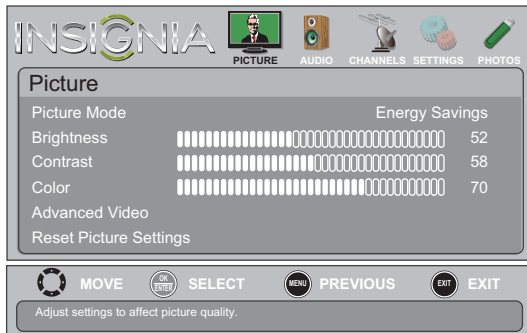 INSIGNIA
PICTURE AUDIO CHANNELS SETTINGS PHOTOS
Picture
Picture Mode Energy Savings
Brightness 52
Contrast 58
Color 70
Advanced Video
Reset Picture Settings
MOVE OK ENTER SELECT MENU PREVIOUS EXIT EXIT
Adjust settings to affect picture quality.